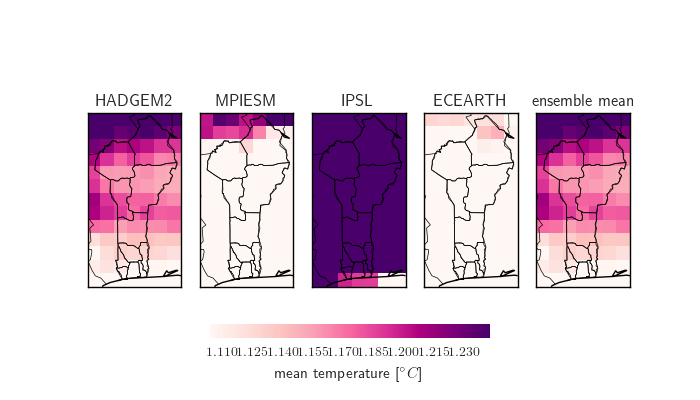 HADGEM2 MPIESM IPSL ECEARTH ensemble mean
1.110 1.125 1.140 1.155 1.170 1.185 1.200 1.215 1.230
mean temperature [°C]